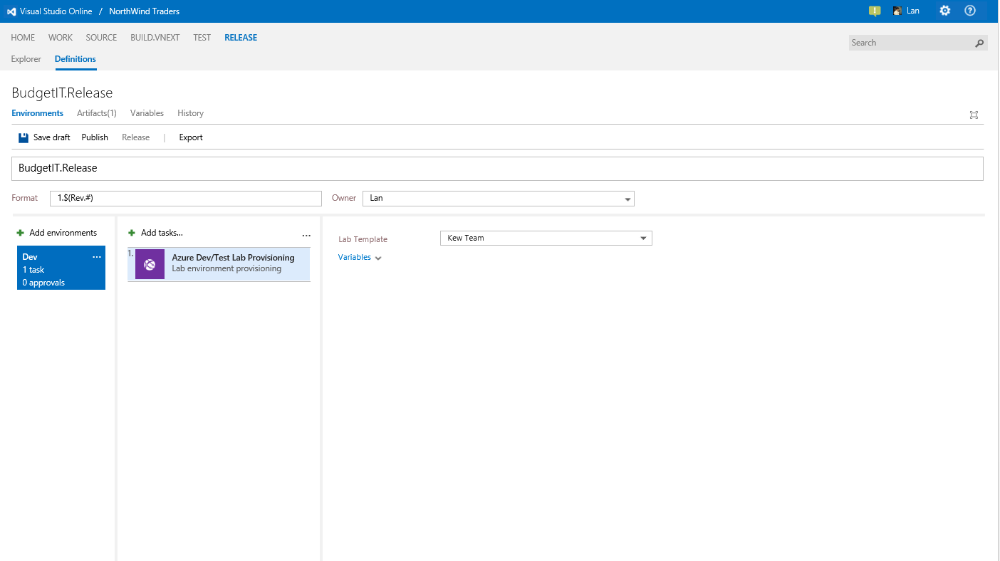 Visual Studio Online / NorthWind Traders
Lan
HOME WORK SOURCE BUILD.VNEXT TEST RELEASE
Search
Explorer Definitions
BudgetIT.Release
Environments Artifacts(1) Variables History
Save draft Publish Release | Export
BudgetIT.Release
Format 1.$(Rev.#) Owner Lan
Add environments
Dev ...
1 task
0 approvals
Add tasks... ...
1. Azure Dev/Test Lab Provisioning
Lab environment provisioning
Lab Template Kew Team
Variables